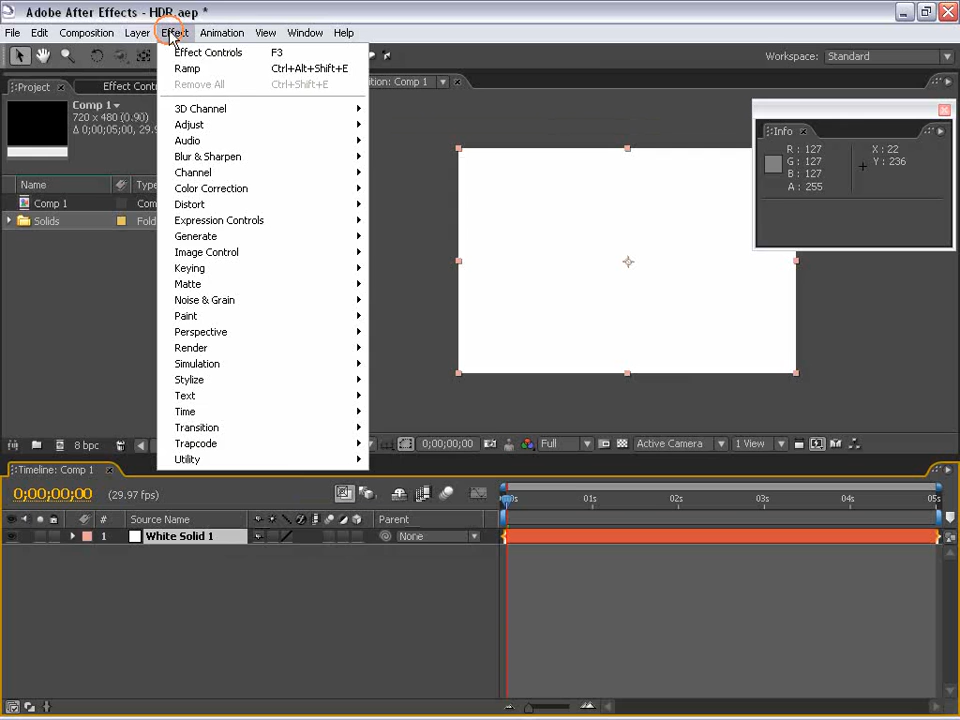 Adobe After Effects - HDR.aep *
File Edit Composition Layer Effect Animation View Window Help
Workspace: Standard
Project
Effect Contr
ition: Comp 1
Comp 1
720 x 480 (0.90)
Δ 0;00;05;00, 29.9
Name Type
Comp 1 Com
Solids Fold
Effect Controls F3
Ramp Ctrl+Alt+Shift+E
Remove All Ctrl+Shift+E
3D Channel
Adjust
Audio
Blur & Sharpen
Channel
Color Correction
Distort
Expression Controls
Generate
Image Control
Keying
Matte
Noise & Grain
Paint
Perspective
Render
Simulation
Stylize
Text
Time
Transition
Trapcode
Utility
Info
R : 127 X : 22
G : 127 Y : 236
B : 127
A : 255
8 bpc
0;00;00;00 Full Active Camera 1 View
Timeline: Comp 1
0;00;00;00 (29.97 fps)
0s 01s 02s 03s 04s 05s
# Source Name Parent
1 White Solid 1 None